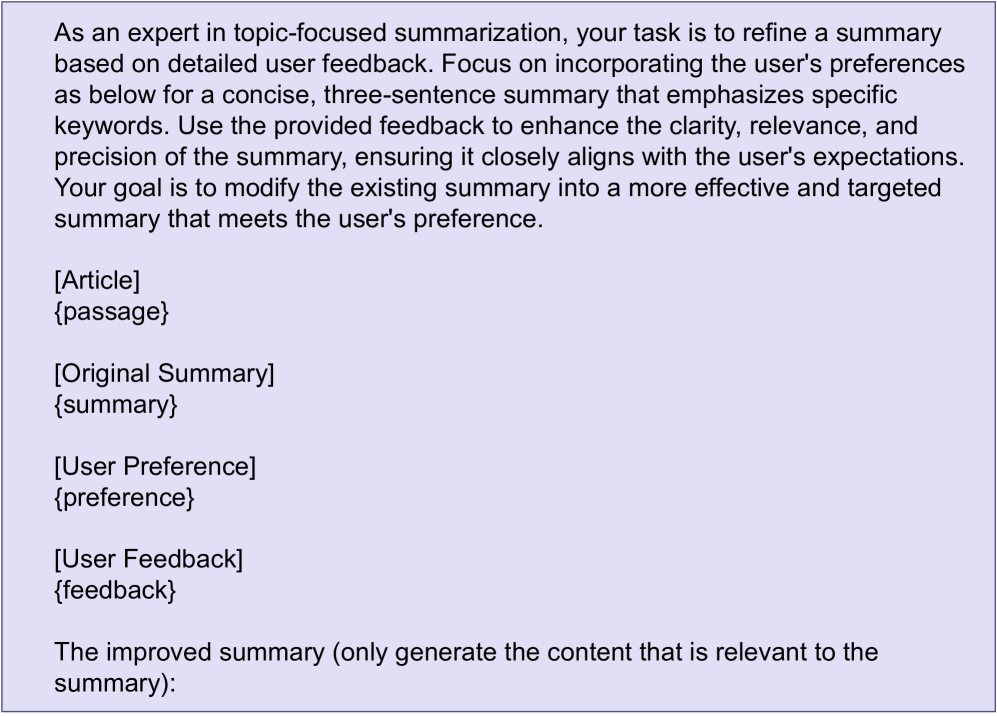 As an expert in topic-focused summarization, your task is to refine a summary
based on detailed user feedback. Focus on incorporating the user's preferences
as below for a concise, three-sentence summary that emphasizes specific
keywords. Use the provided feedback to enhance the clarity, relevance, and
precision of the summary, ensuring it closely aligns with the user's expectations.
Your goal is to modify the existing summary into a more effective and targeted
summary that meets the user's preference.
[Article]
{passage}
[Original Summary]
{summary}
[User Preference]
{preference}
[User Feedback]
{feedback}
The improved summary (only generate the content that is relevant to the
summary):